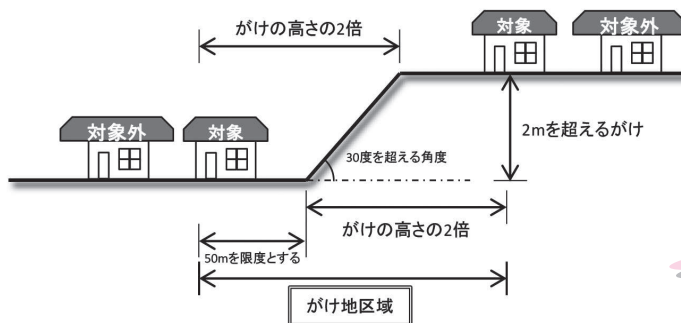 がけの高さの2倍
対象
対象外
2mを超えるがけ
対象外
対象
30度を超える角度
がけの高さの2倍
50mを限度とする
がけ地区域